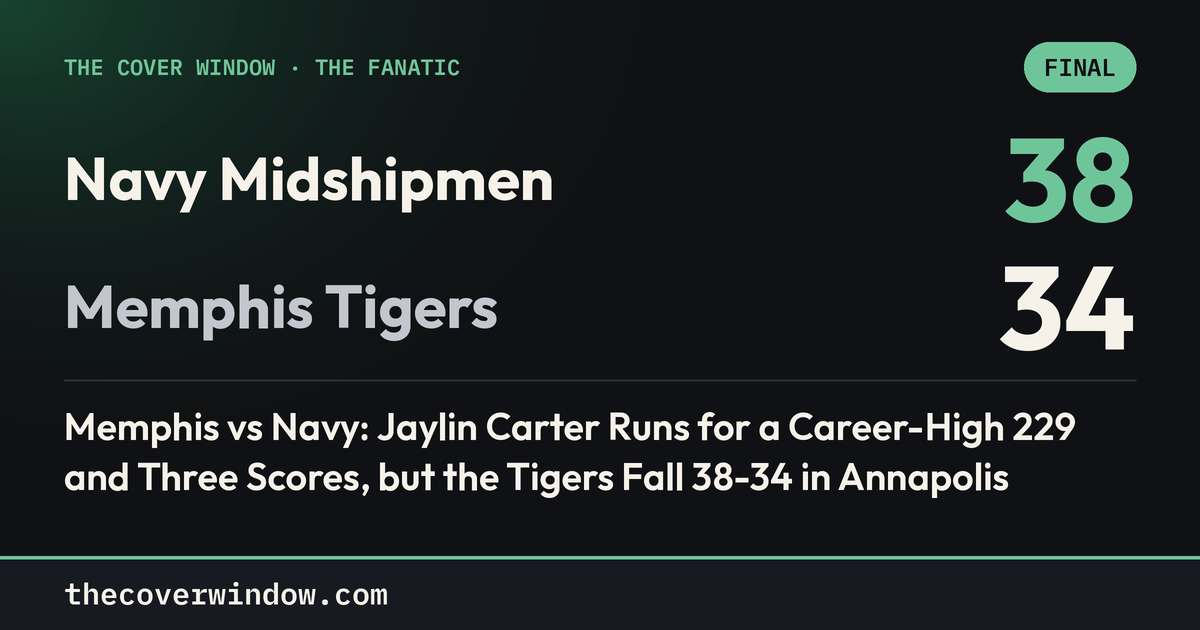 THE COVER WINDOW · THE FANATIC
FINAL
Navy Midshipmen
38
Memphis Tigers
34
Memphis vs Navy: Jaylin Carter Runs for a Career-High 229
and Three Scores, but the Tigers Fall 38-34 in Annapolis
thecoverwindow.com